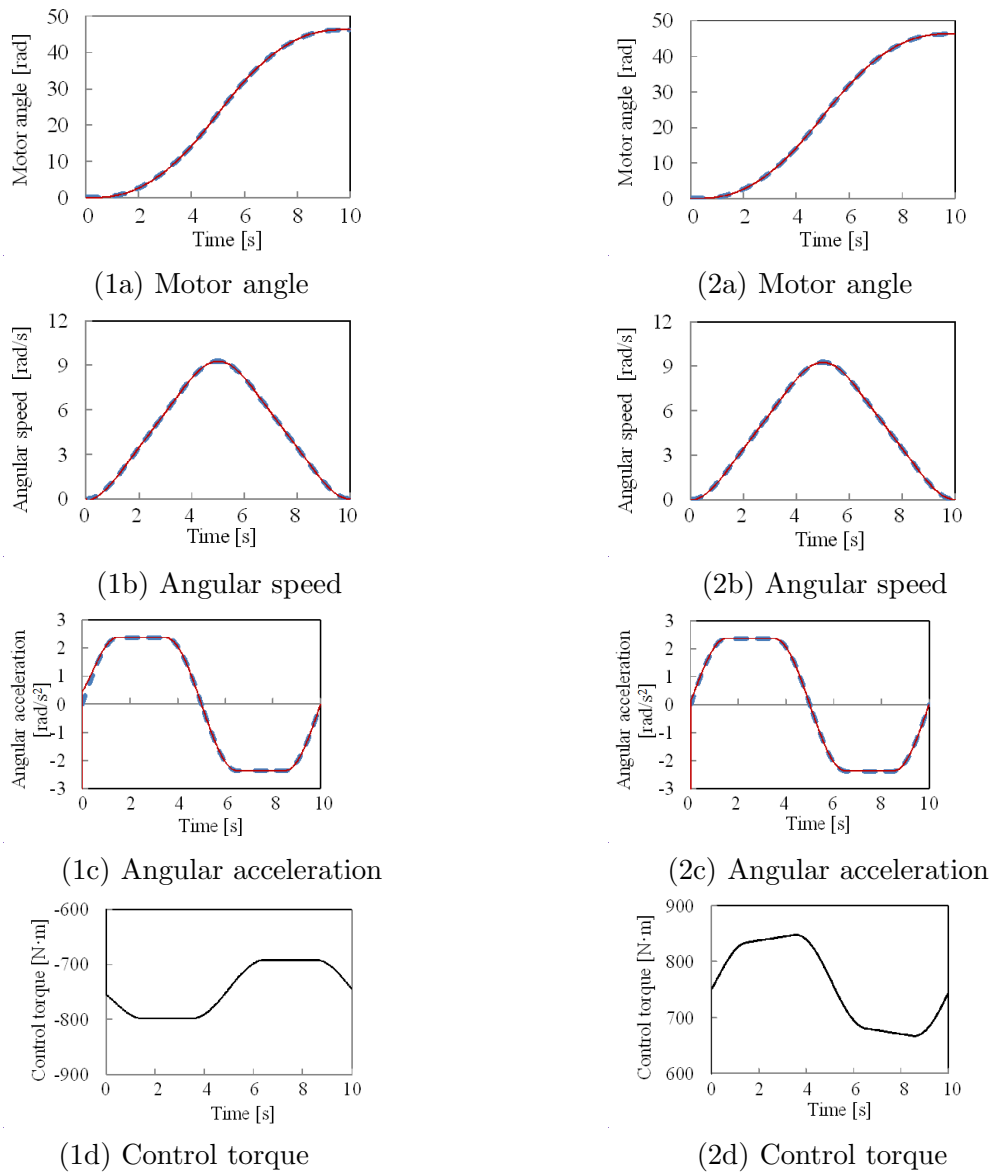 50
40
30
20
10
0
Motor angle [rad]
0 2 4 6 8 10
Time [s]
(1a) Motor angle
50
40
30
20
10
0
Motor angle [rad]
0 2 4 6 8 10
Time [s]
(2a) Motor angle
12
9
6
3
0
Angular speed [rad/s]
0 2 4 6 8 10
Time [s]
(1b) Angular speed
12
9
6
3
0
Angular speed [rad/s]
0 2 4 6 8 10
Time [s]
(2b) Angular speed
3
2
1
0
-1
-2
-3
Angular acceleration
[rad/s²]
0 2 4 6 8 10
Time [s]
(1c) Angular acceleration
3
2
1
0
-1
-2
-3
Angular acceleration
[rad/s²]
0 2 4 6 8 10
Time [s]
(2c) Angular acceleration
-600
-700
-800
-900
Control torque [N·m]
0 2 4 6 8 10
Time [s]
(1d) Control torque
900
800
700
600
Control torque [N·m]
0 2 4 6 8 10
Time [s]
(2d) Control torque